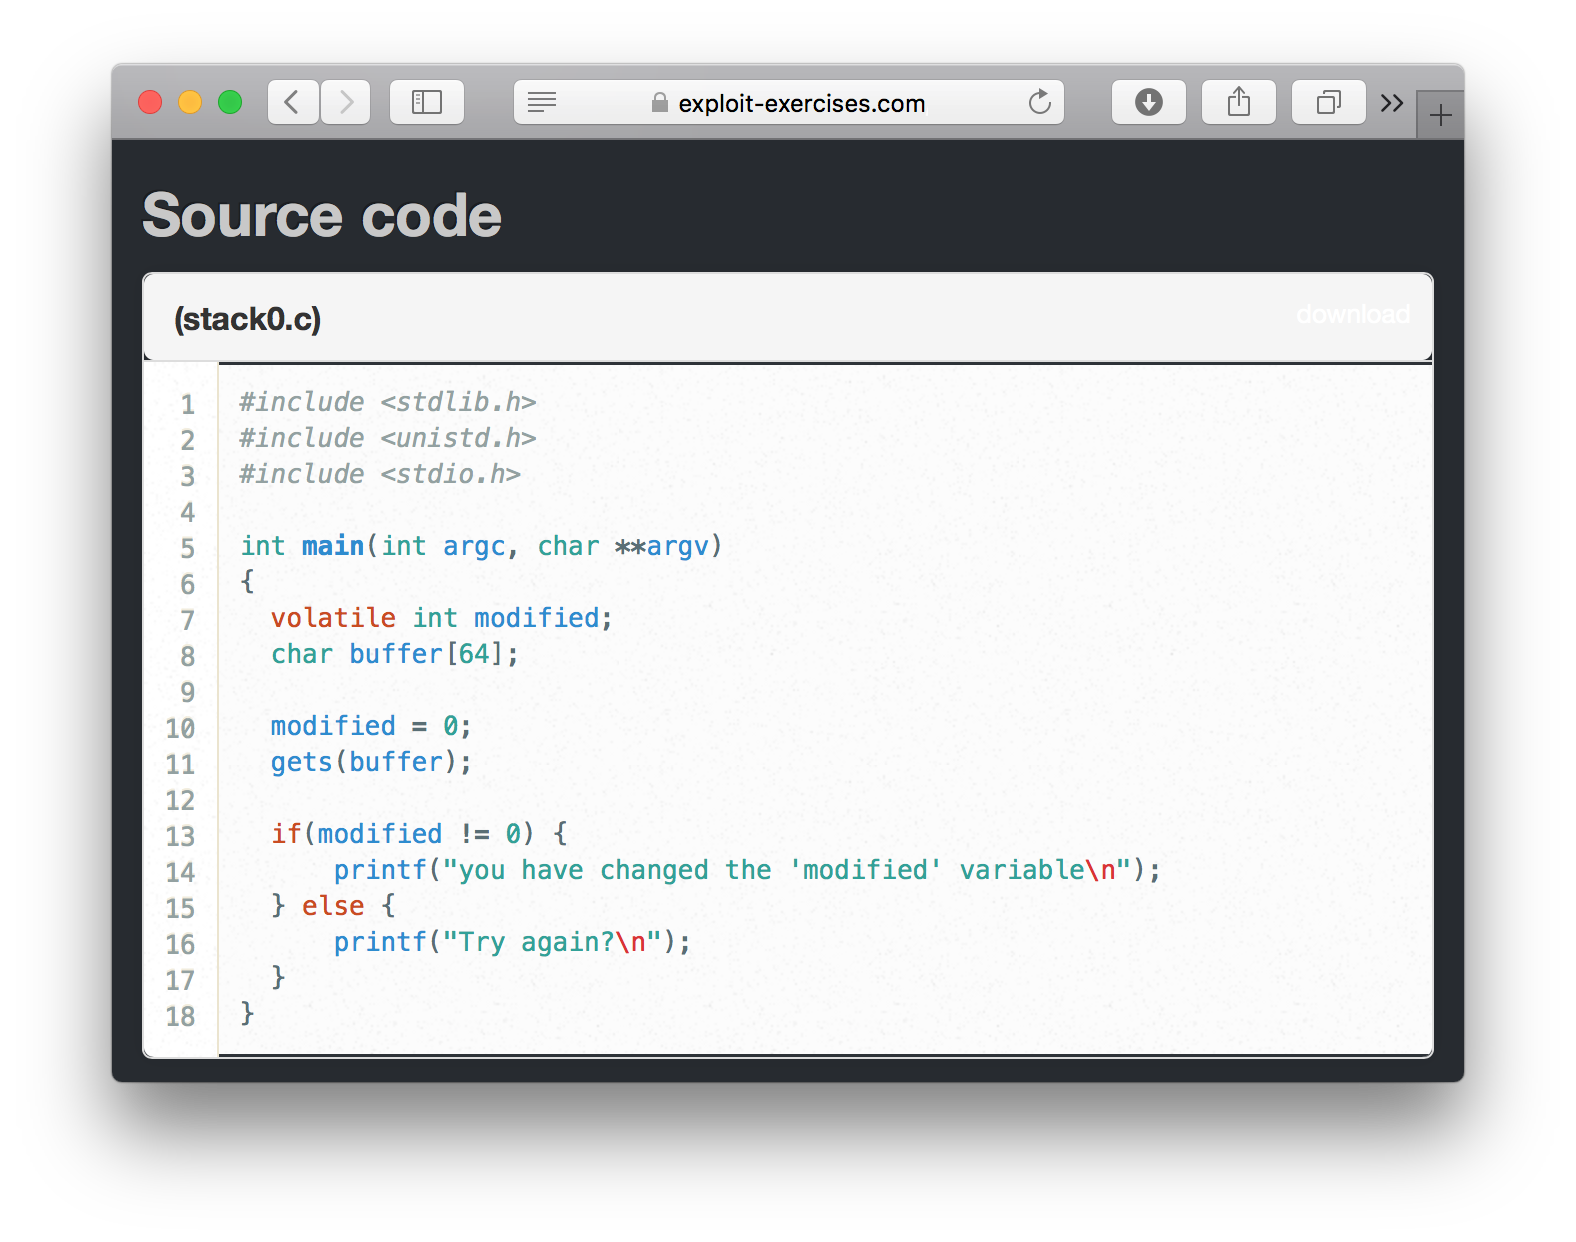 exploit-exercises.com
Source code
(stack0.c)
download
1 #include <stdlib.h>
2 #include <unistd.h>
3 #include <stdio.h>
4
5 int main(int argc, char **argv)
6 {
7   volatile int modified;
8   char buffer[64];
9
10   modified = 0;
11   gets(buffer);
12
13   if(modified != 0) {
14       printf("you have changed the 'modified' variable\n");
15   } else {
16       printf("Try again?\n");
17   }
18 }